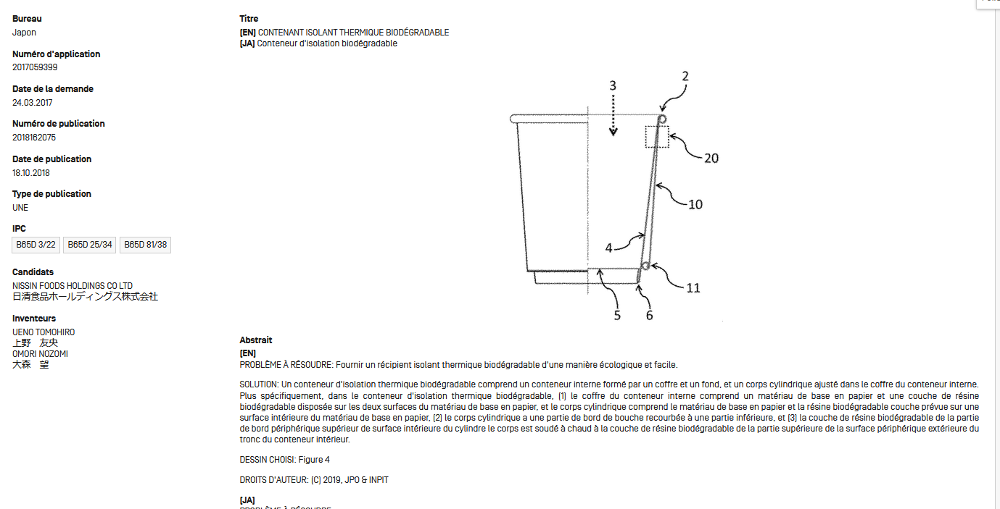 Bureau
Japon
Numéro d'application
2017059399
Date de la demande
24.03.2017
Numéro de publication
2018162075
Date de publication
18.10.2018
Type de publication
UNE
IPC
B65D 3/22 B65D 25/34 B65D 81/38
Candidats
NISSIN FOODS HOLDINGS CO LTD
日清食品ホールディングス株式会社
Inventeurs
UENO TOMOHIRO
上野　友央
OMORI NOZOMI
大森　望
Titre
[EN] CONTENANT ISOLANT THERMIQUE BIODÉGRADABLE
[JA] Conteneur d'isolation biodégradable
2
3
20
10
4
11
5
6
Abstrait
[EN]
PROBLÈME À RÉSOUDRE: Fournir un récipient isolant thermique biodégradable d'une manière écologique et facile.
SOLUTION: Un conteneur d'isolation thermique biodégradable comprend un conteneur interne formé par un coffre et un fond, et un corps cylindrique ajusté dans le coffre du conteneur interne.
Plus spécifiquement, dans le conteneur d'isolation thermique biodégradable, (1) le coffre du conteneur interne comprend un matériau de base en papier et une couche de résine
biodégradable disposée sur les deux surfaces du matériau de base en papier, et le corps cylindrique comprend le matériau de base en papier et la résine biodégradable couche prévue sur une
surface intérieure du matériau de base en papier, (2) le corps cylindrique a une partie de bord de bouche recourbée à une partie inférieure, et (3) la couche de résine biodégradable de la partie
de bord périphérique supérieur de surface intérieure du cylindre le corps est soudé à chaud à la couche de résine biodégradable de la partie supérieure de la surface périphérique extérieure du
tronc du conteneur intérieur.
DESSIN CHOISI: Figure 4
DROITS D'AUTEUR: (C) 2019, JPO & INPIT
[JA]
PROBLÈME À RÉSOUDRE